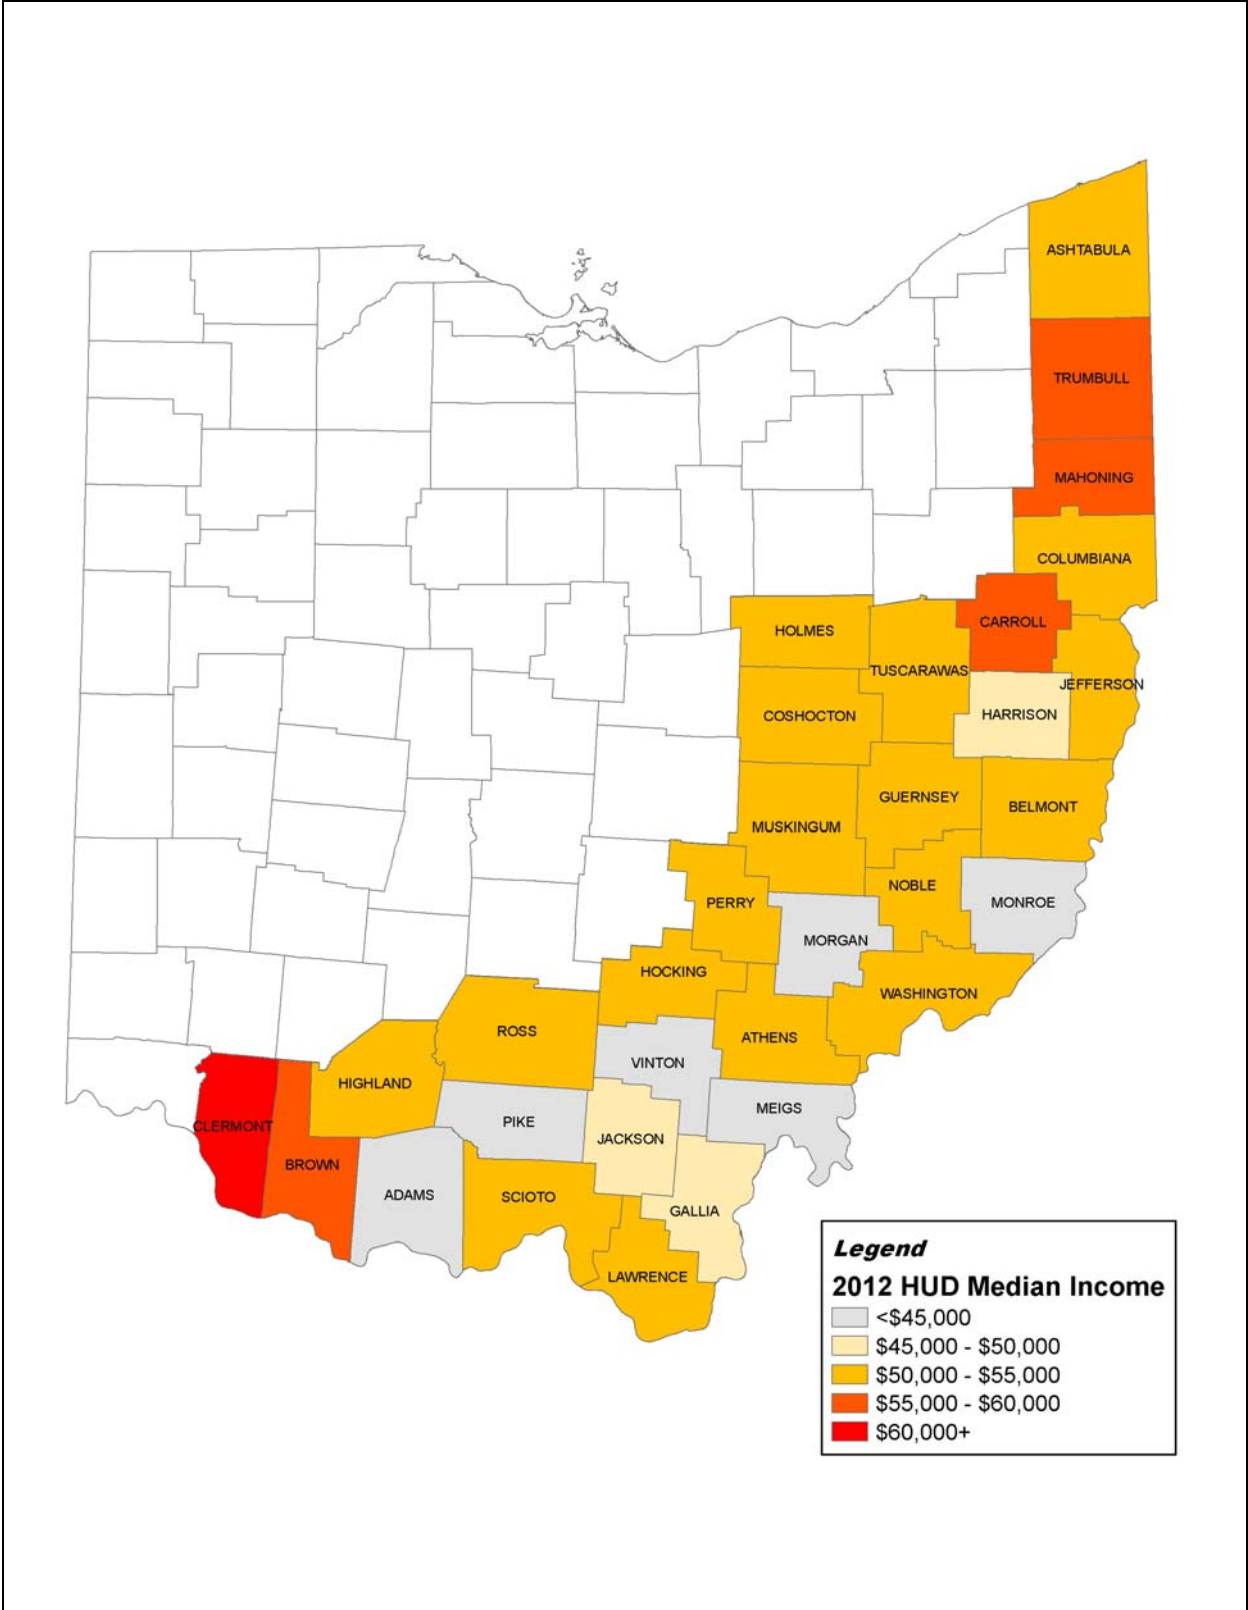 ASHTABULA
TRUMBULL
MAHONING
COLUMBIANA
CARROLL
HOLMES
TUSCARAWAS
JEFFERSON
HARRISON
COSHOCTON
GUERNSEY
BELMONT
MUSKINGUM
NOBLE
MONROE
PERRY
MORGAN
HOCKING
WASHINGTON
ROSS
ATHENS
VINTON
HIGHLAND
MEIGS
PIKE
CLERMONT
JACKSON
BROWN
ADAMS
SCIOTO
GALLIA
LAWRENCE
Legend
2012 HUD Median Income
<$45,000
$45,000 - $50,000
$50,000 - $55,000
$55,000 - $60,000
$60,000+